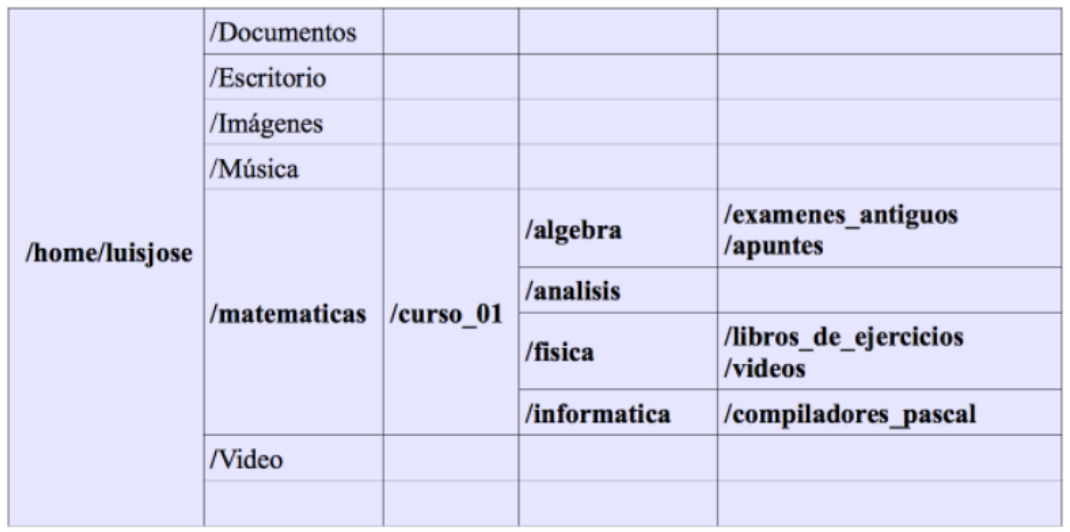 /home/luisjose
/Documentos
/Escritorio
/Imágenes
/Música
/matematicas
/curso_01
/algebra
/examenes_antiguos
/apuntes
/analisis
/fisica
/libros_de_ejercicios
/videos
/informatica
/compiladores_pascal
/Video